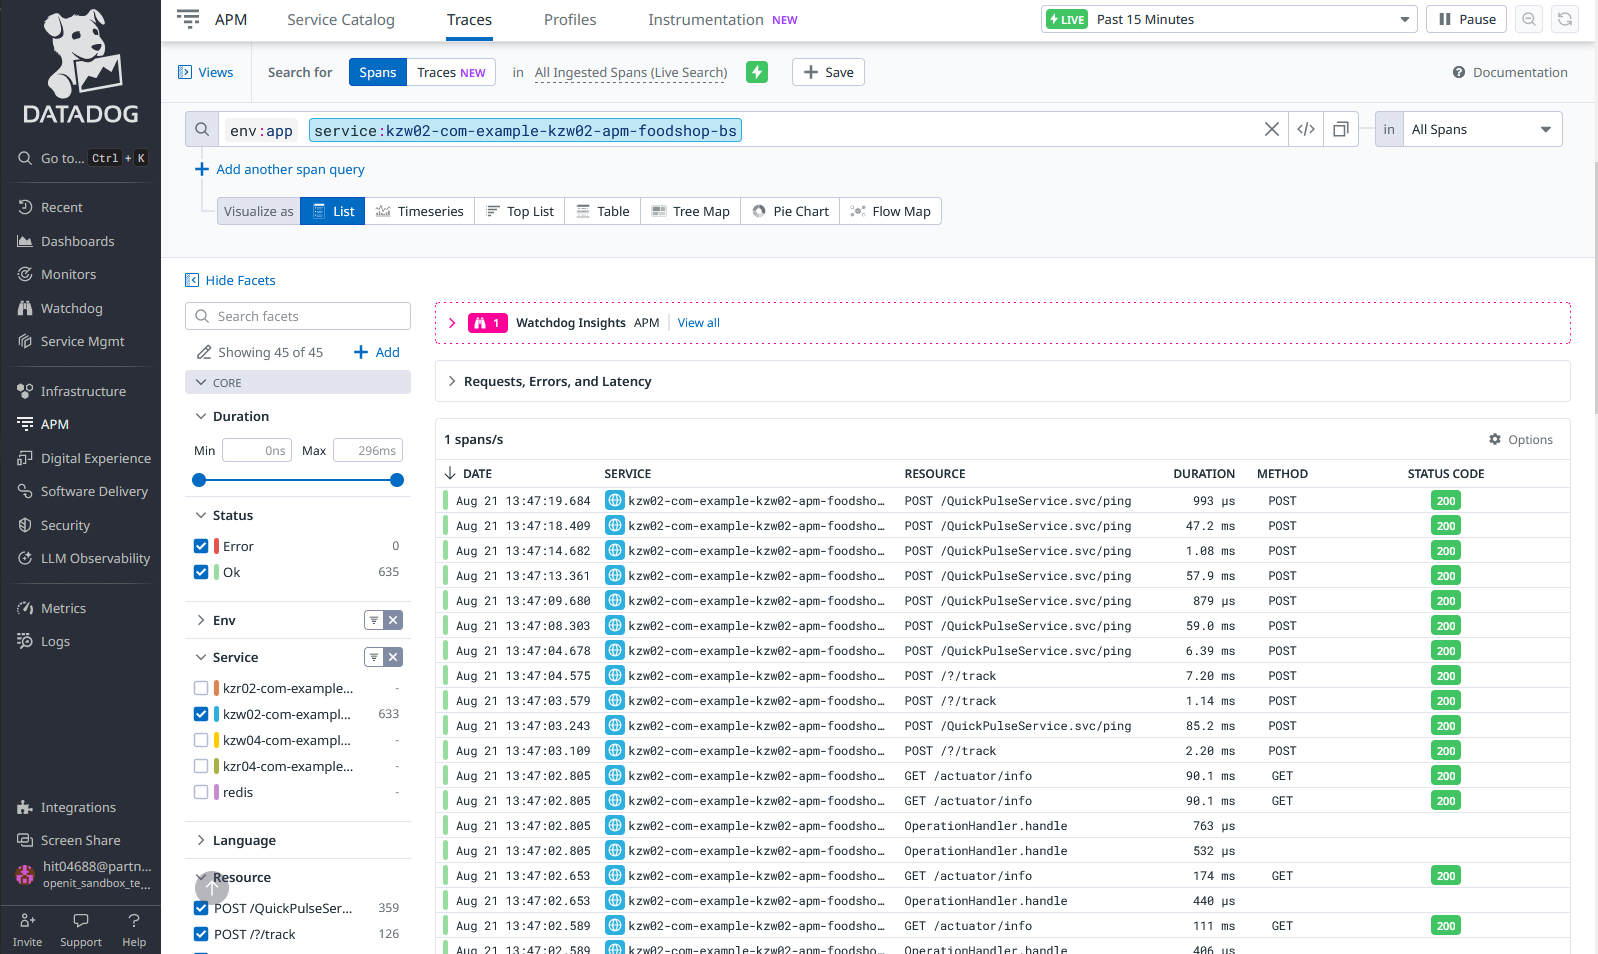 DATADOG
Go to... Ctrl + K
Recent
Dashboards
Monitors
Watchdog
Service Mgmt
Infrastructure
APM
Digital Experience
Software Delivery
Security
LLM Observability
Metrics
Logs
Integrations
Screen Share
hit04688@partn...
openit_sandbox_te...
Invite Support Help
APM Service Catalog Traces Profiles Instrumentation NEW LIVE Past 15 Minutes Pause
Views Search for Spans Traces NEW in All Ingested Spans (Live Search) Save Documentation
env:app service:kzw02-com-example-kzw02-apm-foodshop-bs </> in All Spans
Add another span query
Visualize as List Timeseries Top List Table Tree Map Pie Chart Flow Map
Hide Facets
Search facets
Showing 45 of 45 Add
CORE
Duration
Min 0ns Max 296ms
Status
Error 0
Ok 635
Env
Service
kzr02-com-example... -
kzw02-com-exampl... 633
kzw04-com-exampl... -
kzr04-com-example... -
redis -
Language
Resource
POST /QuickPulseSer... 359
POST /?/track 126
1 Watchdog Insights APM View all
Requests, Errors, and Latency
1 spans/s Options
DATE SERVICE RESOURCE DURATION METHOD STATUS CODE
Aug 21 13:47:19.684 kzw02-com-example-kzw02-apm-foodsho… POST /QuickPulseService.svc/ping 993 µs POST 200
Aug 21 13:47:18.409 kzw02-com-example-kzw02-apm-foodsho… POST /QuickPulseService.svc/ping 47.2 ms POST 200
Aug 21 13:47:14.682 kzw02-com-example-kzw02-apm-foodsho… POST /QuickPulseService.svc/ping 1.08 ms POST 200
Aug 21 13:47:13.361 kzw02-com-example-kzw02-apm-foodsho… POST /QuickPulseService.svc/ping 57.9 ms POST 200
Aug 21 13:47:09.680 kzw02-com-example-kzw02-apm-foodsho… POST /QuickPulseService.svc/ping 879 µs POST 200
Aug 21 13:47:08.303 kzw02-com-example-kzw02-apm-foodsho… POST /QuickPulseService.svc/ping 59.0 ms POST 200
Aug 21 13:47:04.678 kzw02-com-example-kzw02-apm-foodsho… POST /QuickPulseService.svc/ping 6.39 ms POST 200
Aug 21 13:47:04.575 kzw02-com-example-kzw02-apm-foodsho… POST /?/track 7.20 ms POST 200
Aug 21 13:47:03.579 kzw02-com-example-kzw02-apm-foodsho… POST /?/track 1.14 ms POST 200
Aug 21 13:47:03.243 kzw02-com-example-kzw02-apm-foodsho… POST /QuickPulseService.svc/ping 85.2 ms POST 200
Aug 21 13:47:03.109 kzw02-com-example-kzw02-apm-foodsho… POST /?/track 2.20 ms POST 200
Aug 21 13:47:02.805 kzw02-com-example-kzw02-apm-foodsho… GET /actuator/info 90.1 ms GET 200
Aug 21 13:47:02.805 kzw02-com-example-kzw02-apm-foodsho… GET /actuator/info 90.1 ms GET 200
Aug 21 13:47:02.805 kzw02-com-example-kzw02-apm-foodsho… OperationHandler.handle 763 µs
Aug 21 13:47:02.805 kzw02-com-example-kzw02-apm-foodsho… OperationHandler.handle 532 µs
Aug 21 13:47:02.653 kzw02-com-example-kzw02-apm-foodsho… GET /actuator/info 174 ms GET 200
Aug 21 13:47:02.653 kzw02-com-example-kzw02-apm-foodsho… OperationHandler.handle 440 µs
Aug 21 13:47:02.589 kzw02-com-example-kzw02-apm-foodsho… GET /actuator/info 111 ms GET 200
Aug 21 13:47:02.589 kzw02-com-example-kzw02-apm-foodsho… OperationHandler.handle 406 µs